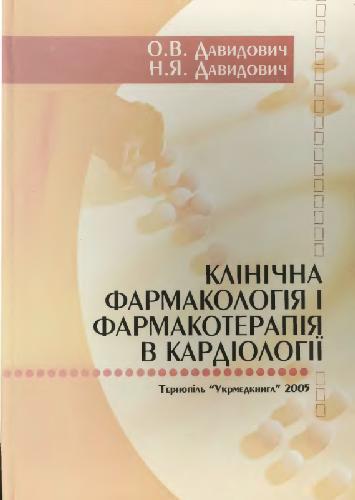 О.В. Давидович
Н.Я. Давидович
КЛІНІЧНА
ФАРМАКОЛОГІЯ І
ФАРМАКОТЕРАПІЯ
В КАРДІОЛОГІЇ
Тернопіль "Укрмедкнига" 2005